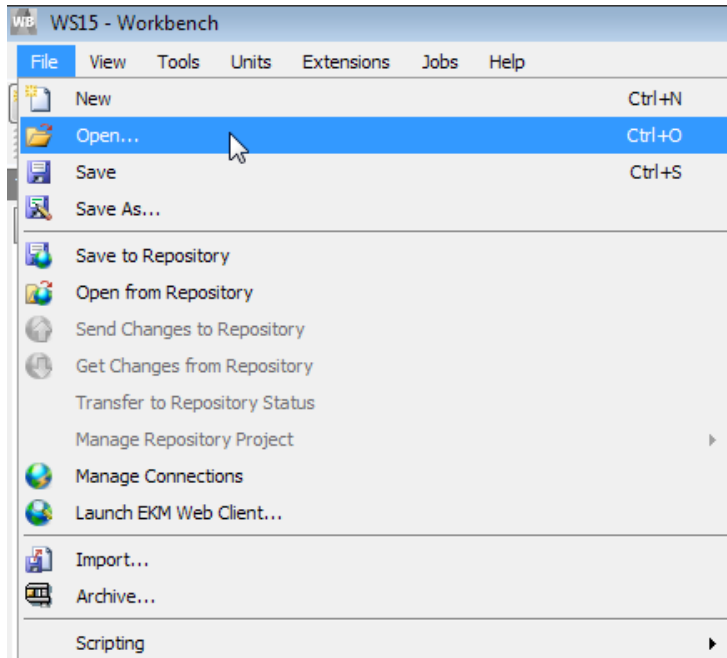 WB WS15 - Workbench
File View Tools Units Extensions Jobs Help
New Ctrl+N
Open... Ctrl+O
Save Ctrl+S
Save As...
Save to Repository
Open from Repository
Send Changes to Repository
Get Changes from Repository
Transfer to Repository Status
Manage Repository Project
Manage Connections
Launch EKM Web Client...
Import...
Archive...
Scripting